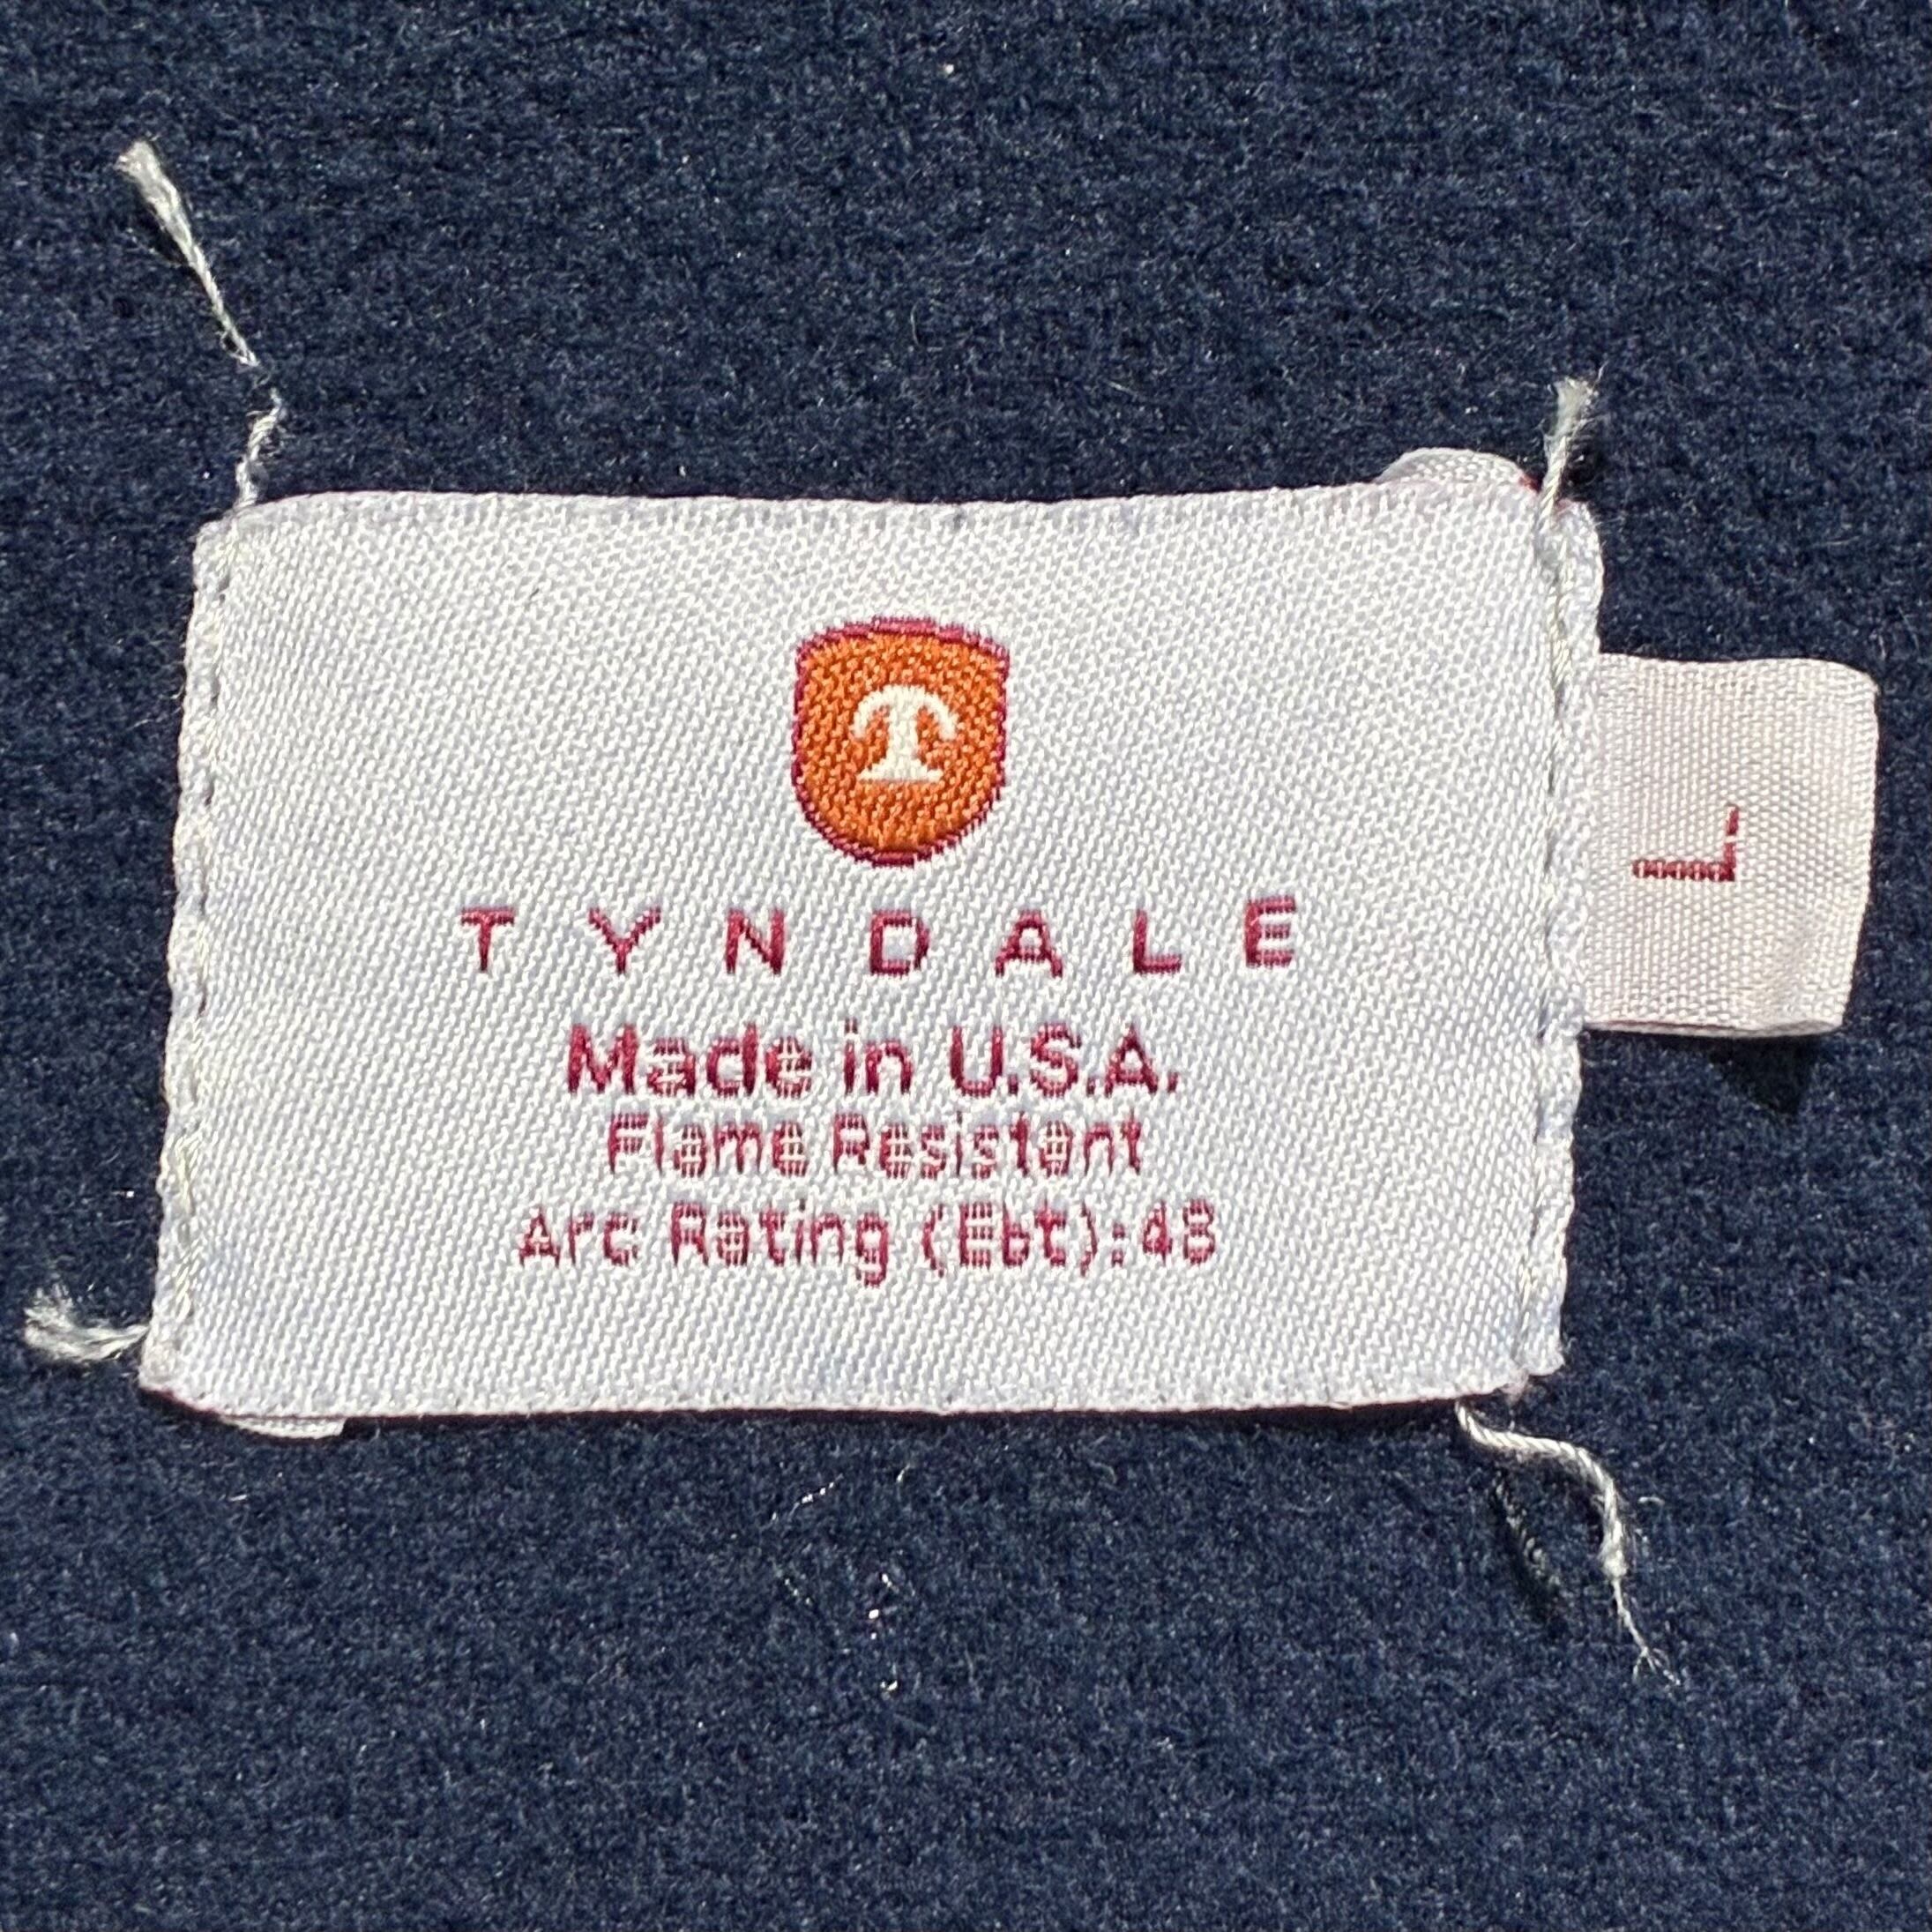 T
TYNDALE
Made in U.S.A.
Flame Resistant
Arc Rating (Ebt):48
L